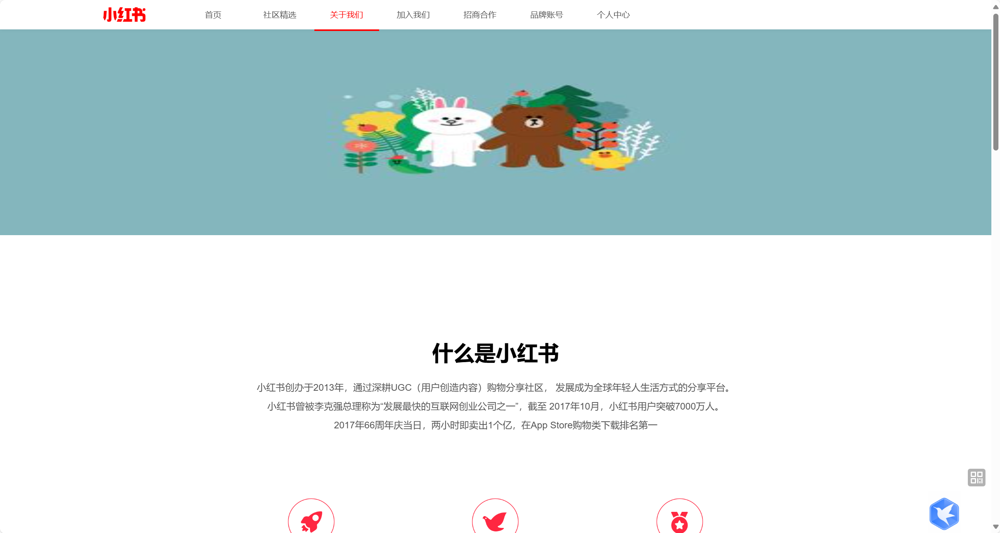 小红书 首页 社区精选 关于我们 加入我们 招商合作 品牌账号 个人中心
什么是小红书
小红书创办于2013年，通过深耕UGC（用户创造内容）购物分享社区， 发展成为全球年轻人生活方式的分享平台。
小红书曾被李克强总理称为“发展最快的互联网创业公司之一”，截至 2017年10月，小红书用户突破7000万人。
2017年66周年庆当日，两小时即卖出1个亿，在App Store购物类下载排名第一